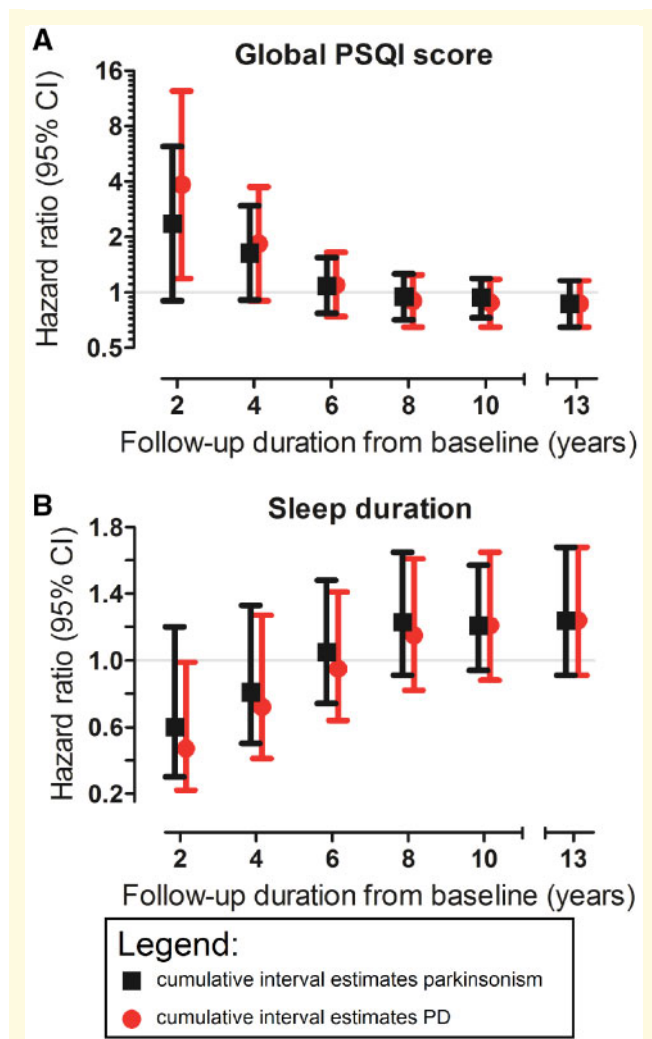 A
Global PSQI score
Hazard ratio (95% CI)
16
8
4
2
1
0.5
2 4 6 8 10 13
Follow-up duration from baseline (years)
B
Sleep duration
Hazard ratio (95% CI)
1.8
1.4
1.0
0.6
0.2
2 4 6 8 10 13
Follow-up duration from baseline (years)
Legend:
cumulative interval estimates parkinsonism
cumulative interval estimates PD